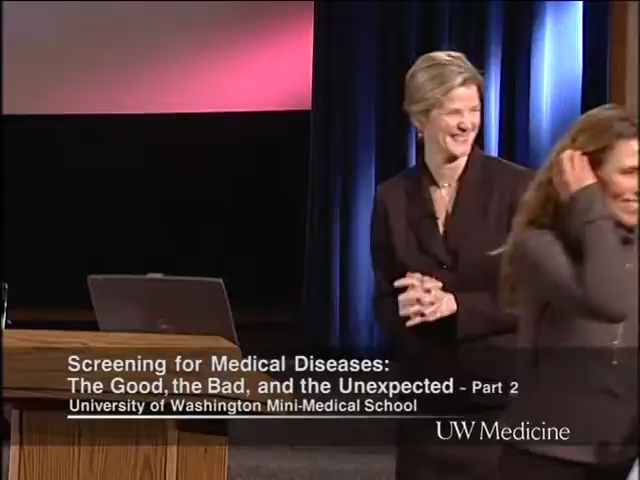 Screening for Medical Diseases:
The Good, the Bad, and the Unexpected - Part 2
University of Washington Mini-Medical School
UW Medicine